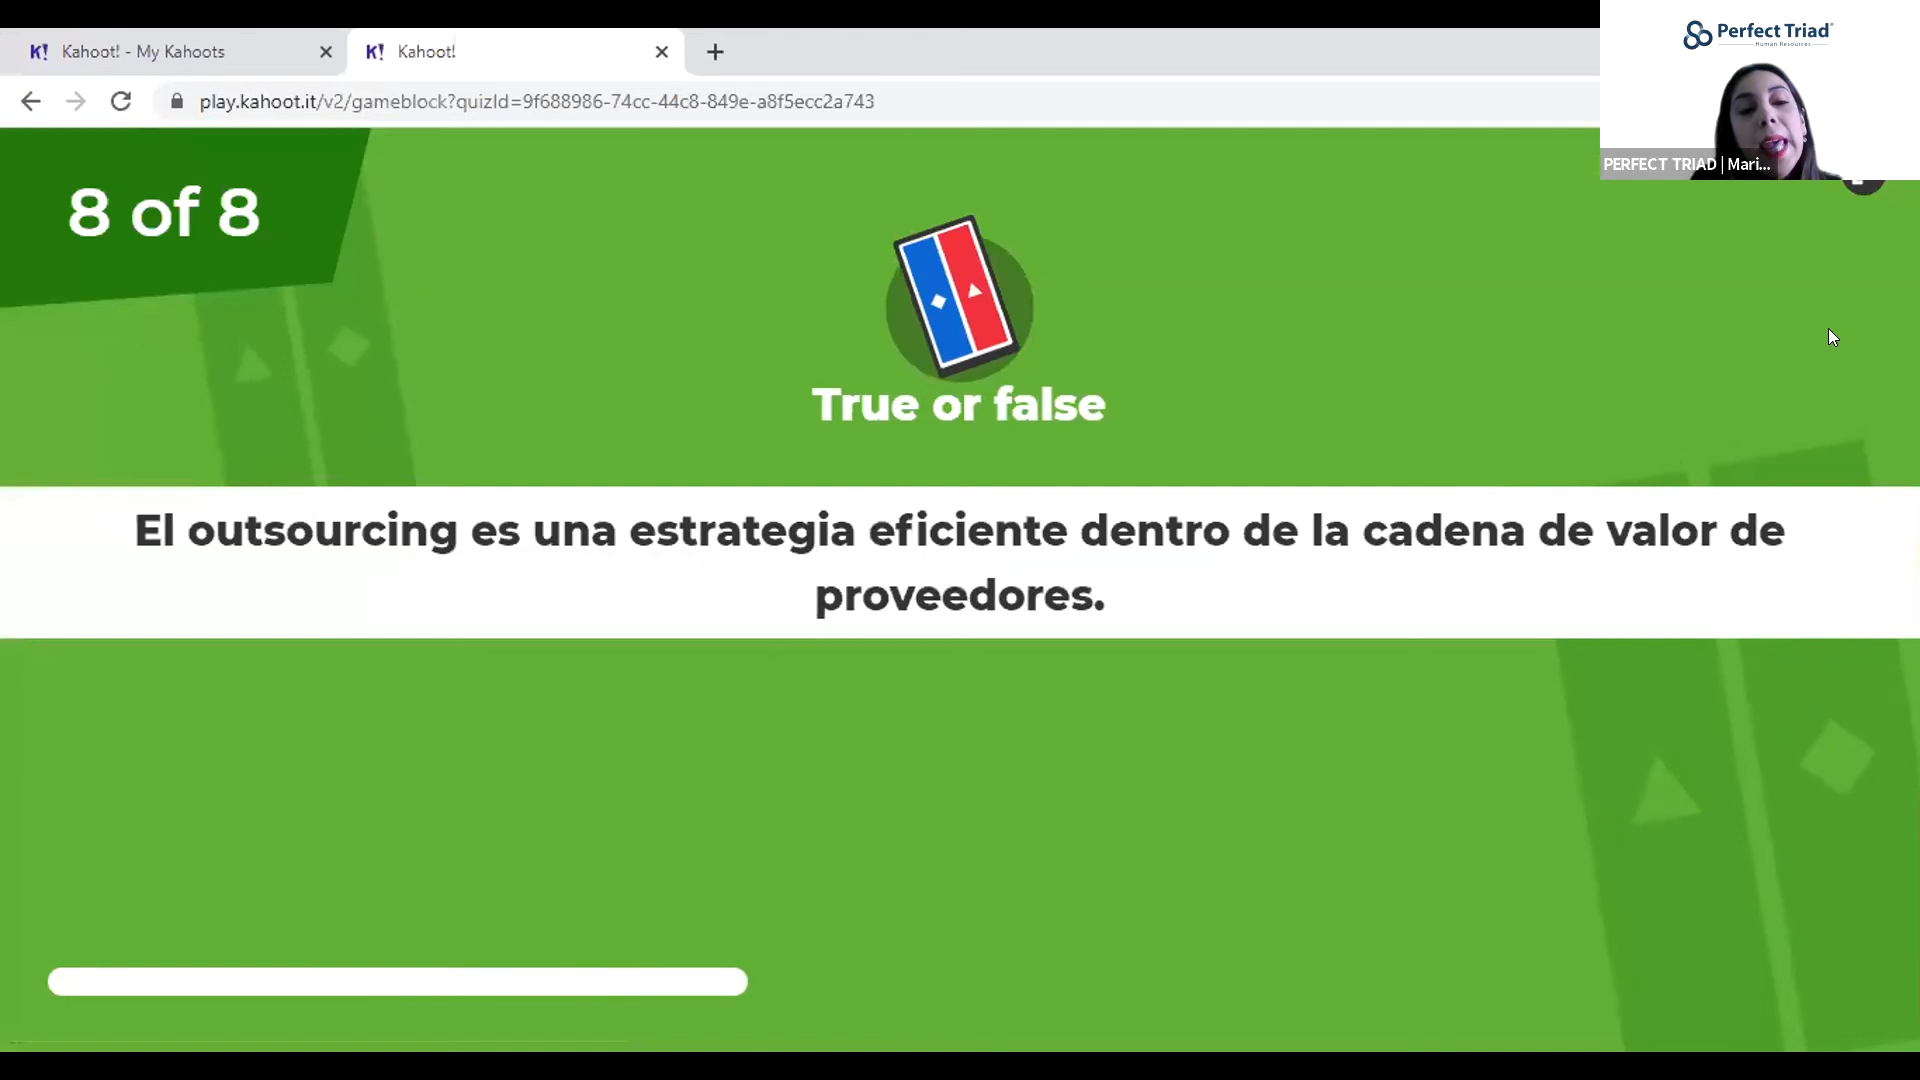 Kahoot! - My Kahoots
Kahoot!
play.kahoot.it/v2/gameblock?quizId=9f688986-74cc-44c8-849e-a8f5ecc2a743
Perfect Triad
Human Resources
PERFECT TRIAD | Mari...
8 of 8
True or false
El outsourcing es una estrategia eficiente dentro de la cadena de valor de
proveedores.